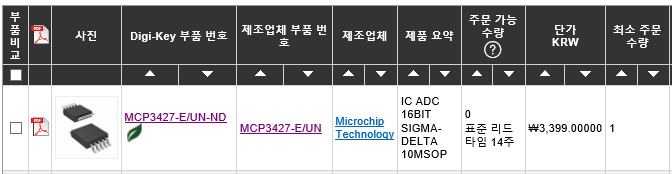 부품비교
사진
Digi-Key 부품 번호
제조업체 부품 번호
제조업체
제품 요약
주문 가능 수량
?
단가
KRW
최소 주문 수량
MCP3427-E/UN-ND
MCP3427-E/UN
Microchip
Technology
IC ADC
16BIT
SIGMA-
DELTA
10MSOP
0
표준 리드
타임 14주
₩3,399.00000
1